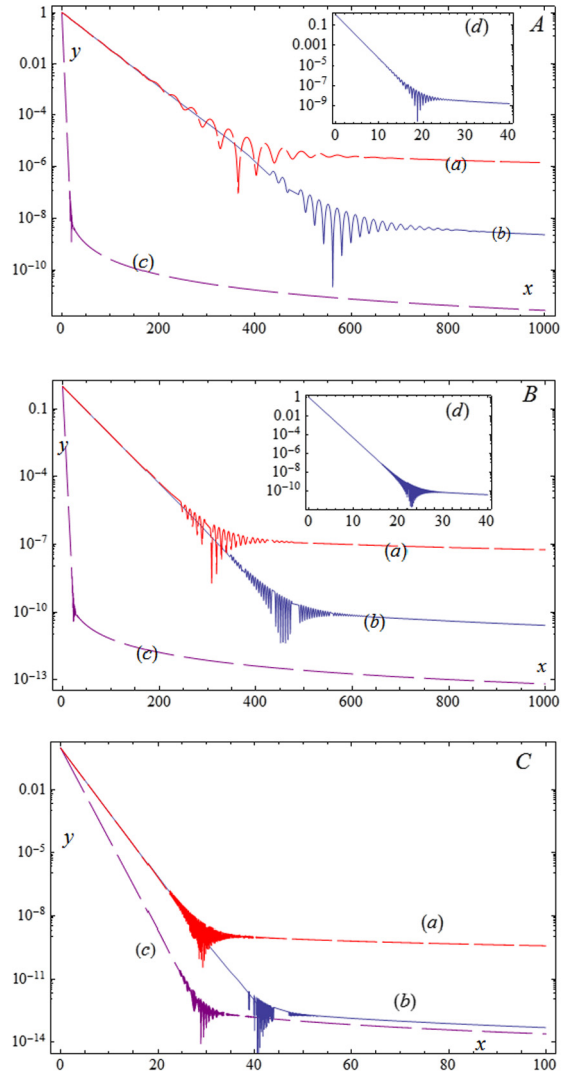 1
0.01
10⁻⁴
10⁻⁶
10⁻⁸
10⁻¹⁰
0 200 400 600 800 1000
y
x
A
(a)
(b)
(c)
(d)
0.1
0.001
10⁻⁵
10⁻⁷
10⁻⁹
0 10 20 30 40
0.1
10⁻⁴
10⁻⁷
10⁻¹⁰
10⁻¹³
0 200 400 600 800 1000
y
x
B
(a)
(b)
(c)
(d)
1
0.01
10⁻⁴
10⁻⁶
10⁻⁸
10⁻¹⁰
0 10 20 30 40
0.01
10⁻⁵
10⁻⁸
10⁻¹¹
10⁻¹⁴
0 20 40 60 80 100
y
x
C
(a)
(b)
(c)